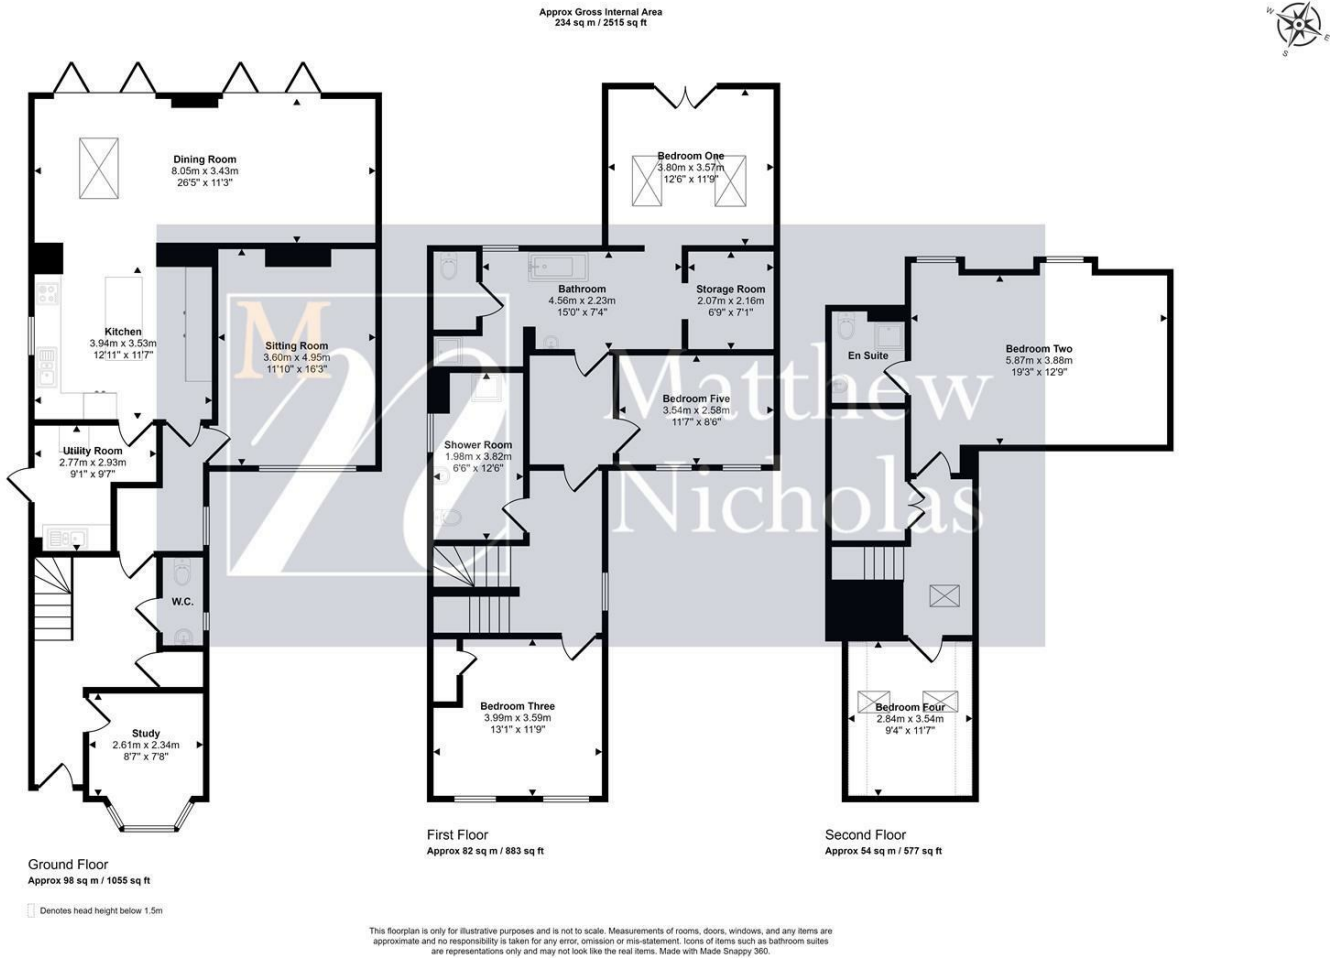 Approx Gross Internal Area
234 sq m / 2515 sq ft
W
E
S
Dining Room
8.05m x 3.43m
26'5" x 11'3"
Kitchen
3.94m x 3.53m
12'11" x 11'7"
Sitting Room
3.60m x 4.95m
11'10" x 16'3"
Utility Room
2.77m x 2.93m
9'1" x 9'7"
W.C.
Study
2.61m x 2.34m
8'7" x 7'8"
Ground Floor
Approx 98 sq m / 1055 sq ft
Denotes head height below 1.5m
Bedroom One
3.80m x 3.57m
12'6" x 11'9"
Bathroom
4.56m x 2.23m
15'0" x 7'4"
Storage Room
2.07m x 2.16m
6'9" x 7'1"
Bedroom Five
3.54m x 2.58m
11'7" x 8'6"
Shower Room
1.98m x 3.82m
6'6" x 12'6"
Bedroom Three
3.99m x 3.59m
13'1" x 11'9"
First Floor
Approx 82 sq m / 883 sq ft
En Suite
Bedroom Two
5.87m x 3.88m
19'3" x 12'9"
Bedroom Four
2.84m x 3.54m
9'4" x 11'7"
Second Floor
Approx 54 sq m / 577 sq ft
M
n
Matthew
Nicholas
This floorplan is only for illustrative purposes and is not to scale. Measurements of rooms, doors, windows, and any items are
approximate and no responsibility is taken for any error, omission or mis-statement. Icons of items such as bathroom suites
are representations only and may not look like the real items. Made with Made Snappy 360.